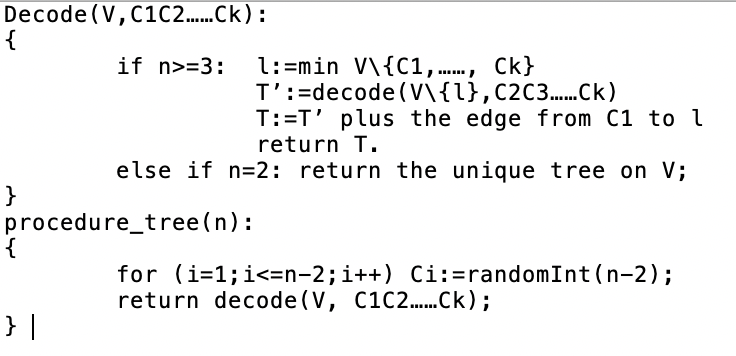 Decode(V,C1C2……Ck):
{
if n>=3: l:=min V\{C1,……, Ck}
T’:=decode(V\{l},C2C3……Ck)
T:=T’ plus the edge from C1 to l
return T.
else if n=2: return the unique tree on V;
}
procedure_tree(n):
{
for (i=1;i<=n-2;i++) Ci:=randomInt(n-2);
return decode(V, C1C2……Ck);
}